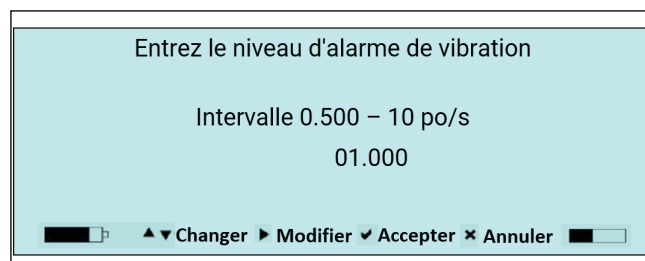 Entrez le niveau d'alarme de vibration
Intervalle 0.500 – 10 po/s
01.000
▲▼Changer ▶ Modifier ✔ Accepter ✖ Annuler